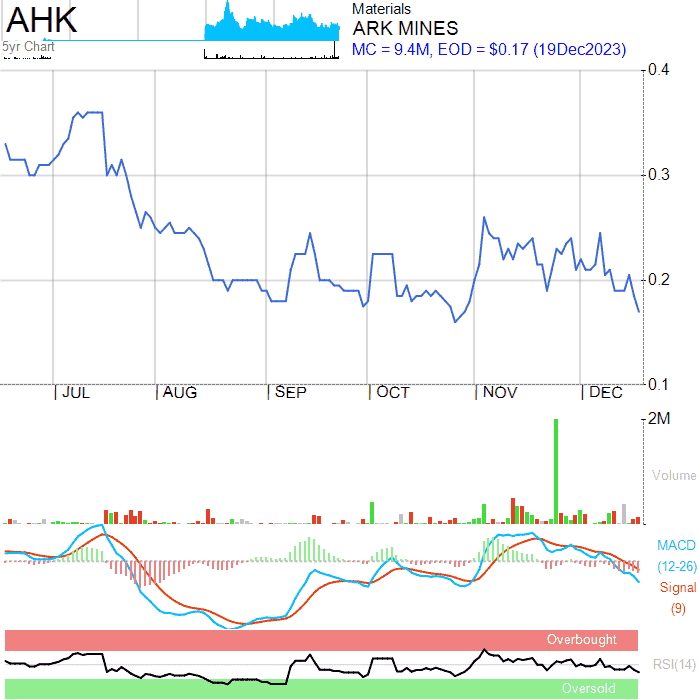 AHK
5yr Chart
Materials
ARK MINES
MC = 9.4M, EOD = $0.17 (19Dec2023)
0.4
0.3
0.2
0.1
JUL AUG SEP OCT NOV DEC
2M
Volume
MACD
(12-26)
Signal
(9)
Overbought
RSI(14)
Oversold